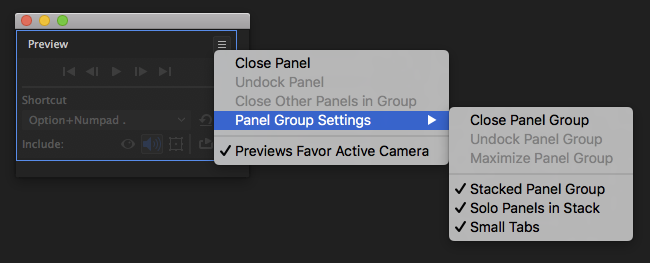 Preview
Close Panel
Undock Panel
Close Other Panels in Group
Panel Group Settings
Previews Favor Active Camera
Shortcut
Option+Numpad .
Include:
Close Panel Group
Undock Panel Group
Maximize Panel Group
Stacked Panel Group
Solo Panels in Stack
Small Tabs